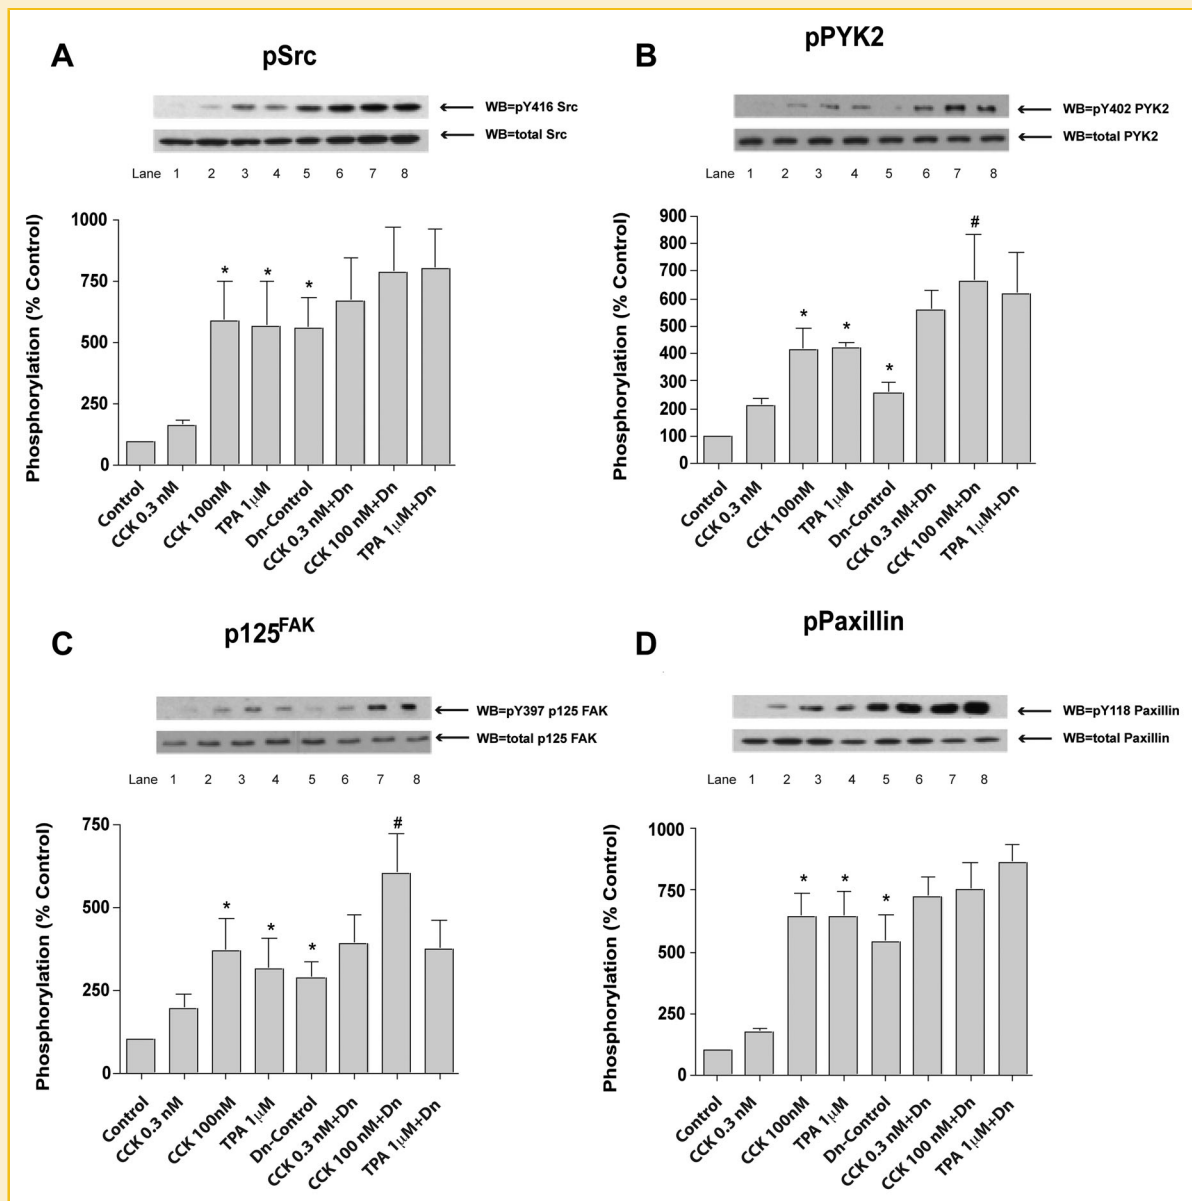 A
pSrc
WB=pY416 Src
WB=total Src
Lane 1 2 3 4 5 6 7 8
Phosphorylation (% Control)
1000
750
500
250
0
* * *
Control
CCK 0.3 nM
CCK 100nM
TPA 1µM
Dn-Control
CCK 0.3 nM+Dn
CCK 100 nM+Dn
TPA 1µM+Dn
B
pPYK2
WB=pY402 PYK2
WB=total PYK2
Lane 1 2 3 4 5 6 7 8
Phosphorylation (% Control)
900
800
700
600
500
400
300
200
100
0
* * * #
Control
CCK 0.3 nM
CCK 100nM
TPA 1µM
Dn-Control
CCK 0.3 nM+Dn
CCK 100 nM+Dn
TPA 1µM+Dn
C
p125FAK
WB=pY397 p125 FAK
WB=total p125 FAK
Lane 1 2 3 4 5 6 7 8
Phosphorylation (% Control)
750
500
250
0
* * * #
Control
CCK 0.3 nM
CCK 100nM
TPA 1µM
Dn-Control
CCK 0.3 nM+Dn
CCK 100 nM+Dn
TPA 1µM+Dn
D
pPaxillin
WB=pY118 Paxillin
WB=total Paxillin
Lane 1 2 3 4 5 6 7 8
Phosphorylation (% Control)
1000
750
500
250
0
* * *
Control
CCK 0.3 nM
CCK 100nM
TPA 1µM
Dn-Control
CCK 0.3 nM+Dn
CCK 100 nM+Dn
TPA 1µM+Dn